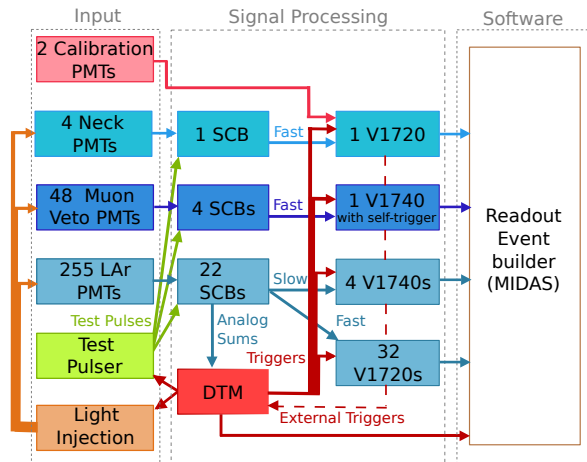 Input
Signal Processing
Software
2 Calibration
PMTs
4 Neck
PMTs
1 SCB
Fast
1 V1720
48 Muon
Veto PMTs
4 SCBs
Fast
1 V1740
with self-trigger
Readout
Event
builder
(MIDAS)
255 LAr
PMTs
22
SCBs
Slow
4 V1740s
Test Pulses
Analog
Sums
Fast
Test
Pulser
Triggers
32
V1720s
DTM
Light
Injection
External Triggers